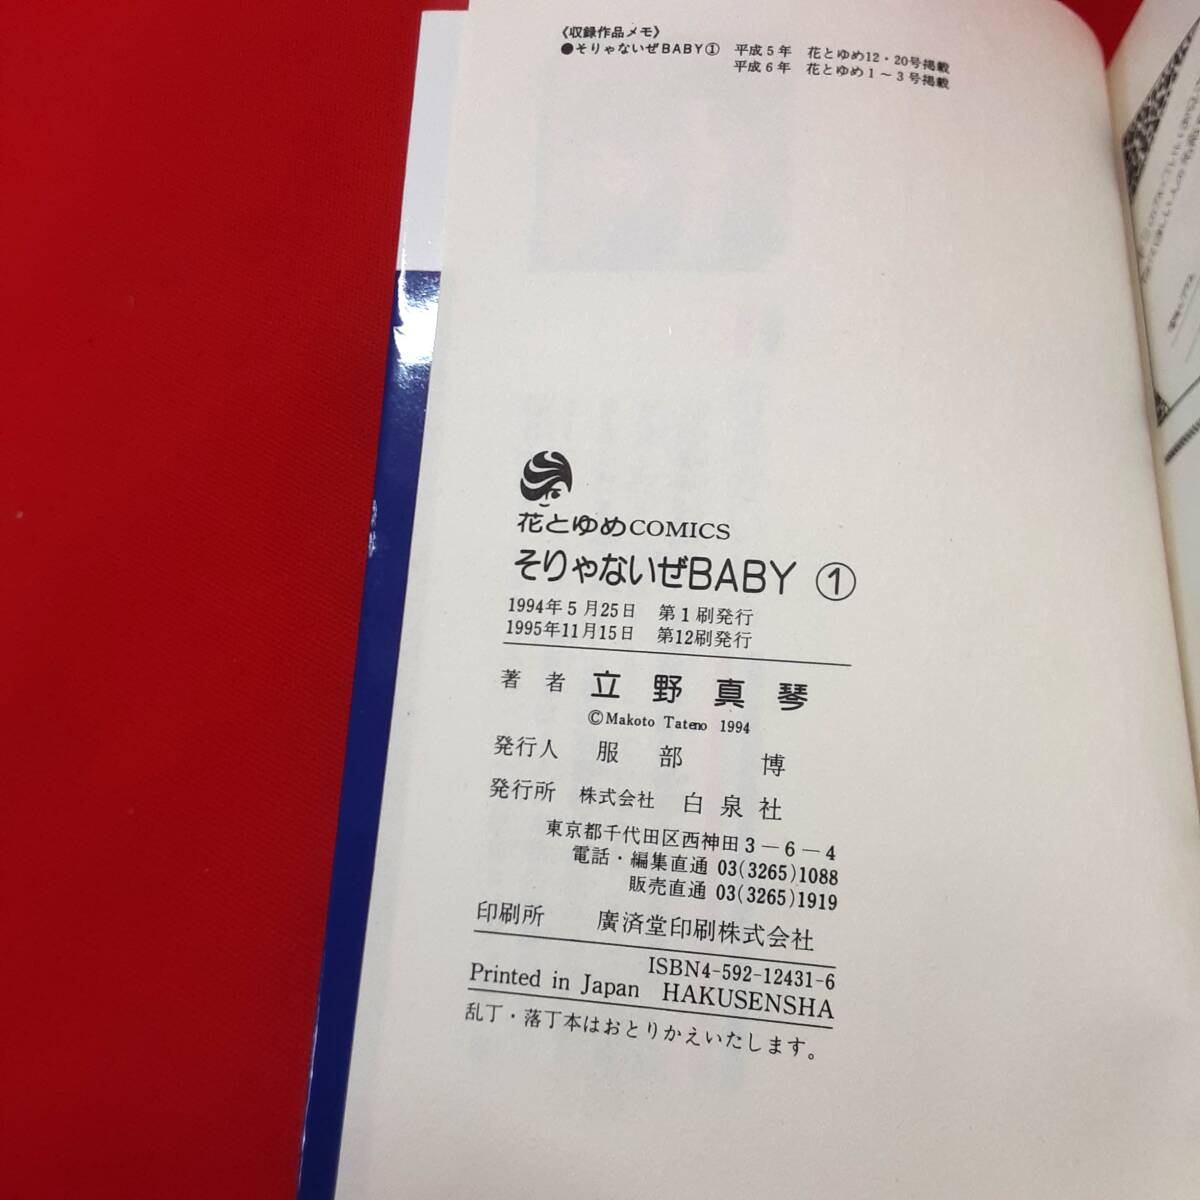 《収録作品メモ》
●そりゃないぜBABY① 平成5年 花とゆめ12・20号掲載
平成6年 花とゆめ1〜3号掲載
花とゆめCOMICS
そりゃないぜBABY ①
1994年5月25日 第1刷発行
1995年11月15日 第12刷発行
著者 立野真琴
©Makoto Tateno 1994
発行人 服部 博
発行所 株式会社 白泉社
東京都千代田区西神田3-6-4
電話・編集直通 03(3265)1088
販売直通 03(3265)1919
印刷所 廣済堂印刷株式会社
ISBN4-592-12431-6
Printed in Japan HAKUSENSHA
乱丁・落丁本はおとりかえいたします。